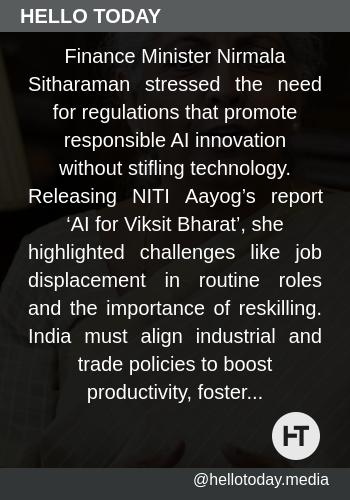 HELLO TODAY
Finance Minister Nirmala
Sitharaman stressed the need
for regulations that promote
responsible AI innovation
without stifling technology.
Releasing NITI Aayog’s report
‘AI for Viksit Bharat’, she
highlighted challenges like job
displacement in routine roles
and the importance of reskilling.
India must align industrial and
trade policies to boost
productivity, foster...
HT
@hellotoday.media